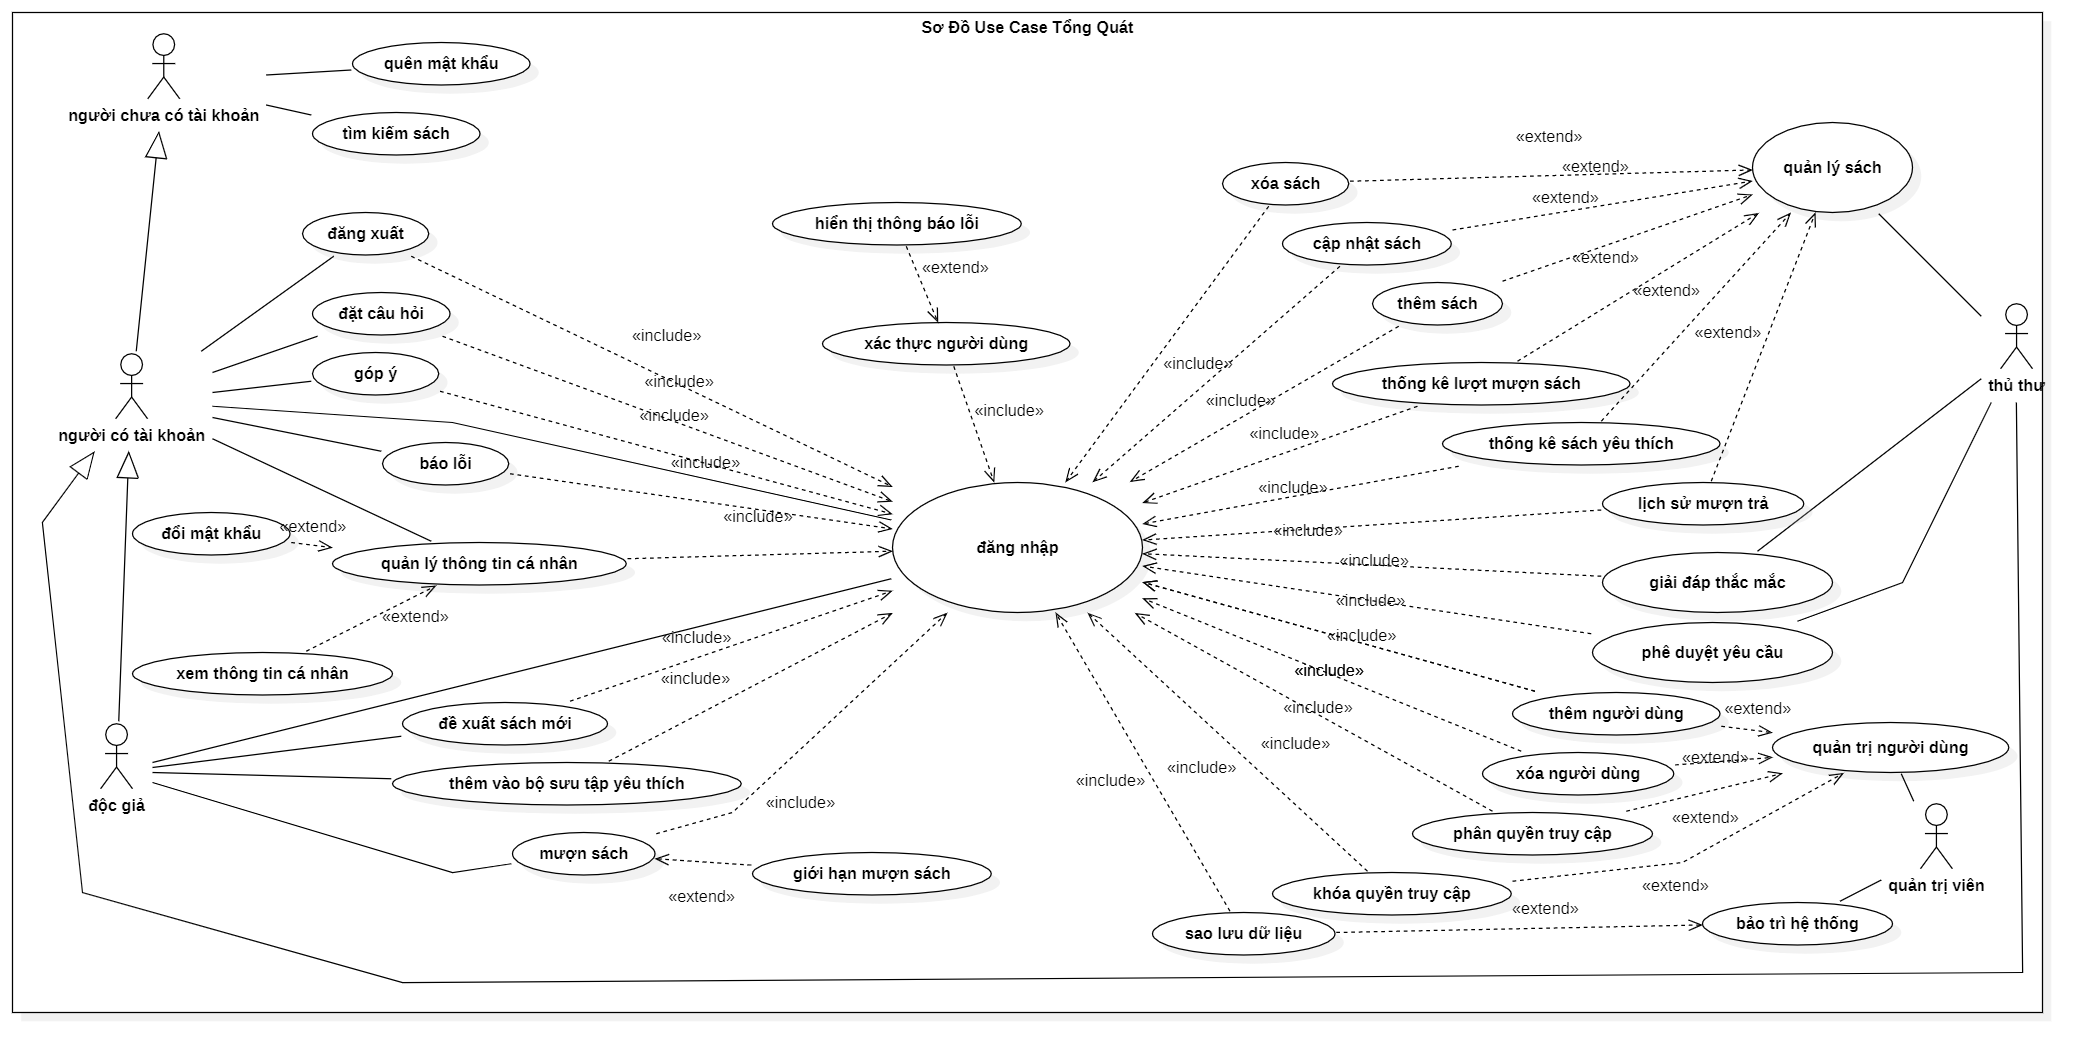 Sơ Đồ Use Case Tổng Quát
quên mật khẩu
người chưa có tài khoản
tìm kiếm sách
«extend»
quản lý sách
«extend»
xóa sách
«extend»
hiển thị thông báo lỗi
đăng xuất
cập nhật sách
«extend»
«extend»
«extend»
thêm sách
đặt câu hỏi
«include»
xác thực người dùng
«extend»
«include»
góp ý
«include»
thống kê lượt mượn sách
thủ thư
«include»
«include»
«include»
người có tài khoản
«include»
thống kê sách yêu thích
báo lỗi
«include»
«include»
lịch sử mượn trả
«include»
đổi mật khẩu
«extend»
«include»
đăng nhập
quản lý thông tin cá nhân
«include»
giải đáp thắc mắc
«include»
«extend»
«include»
«include»
phê duyệt yêu cầu
xem thông tin cá nhân
«include»
«include»
«include»
thêm người dùng
«extend»
đề xuất sách mới
«include»
quản trị người dùng
«extend»
«include»
xóa người dùng
thêm vào bộ sưu tập yêu thích
«include»
độc giả
«include»
«extend»
phân quyền truy cập
mượn sách
giới hạn mượn sách
«extend»
quản trị viên
khóa quyền truy cập
«extend»
«extend»
bảo trì hệ thống
sao lưu dữ liệu